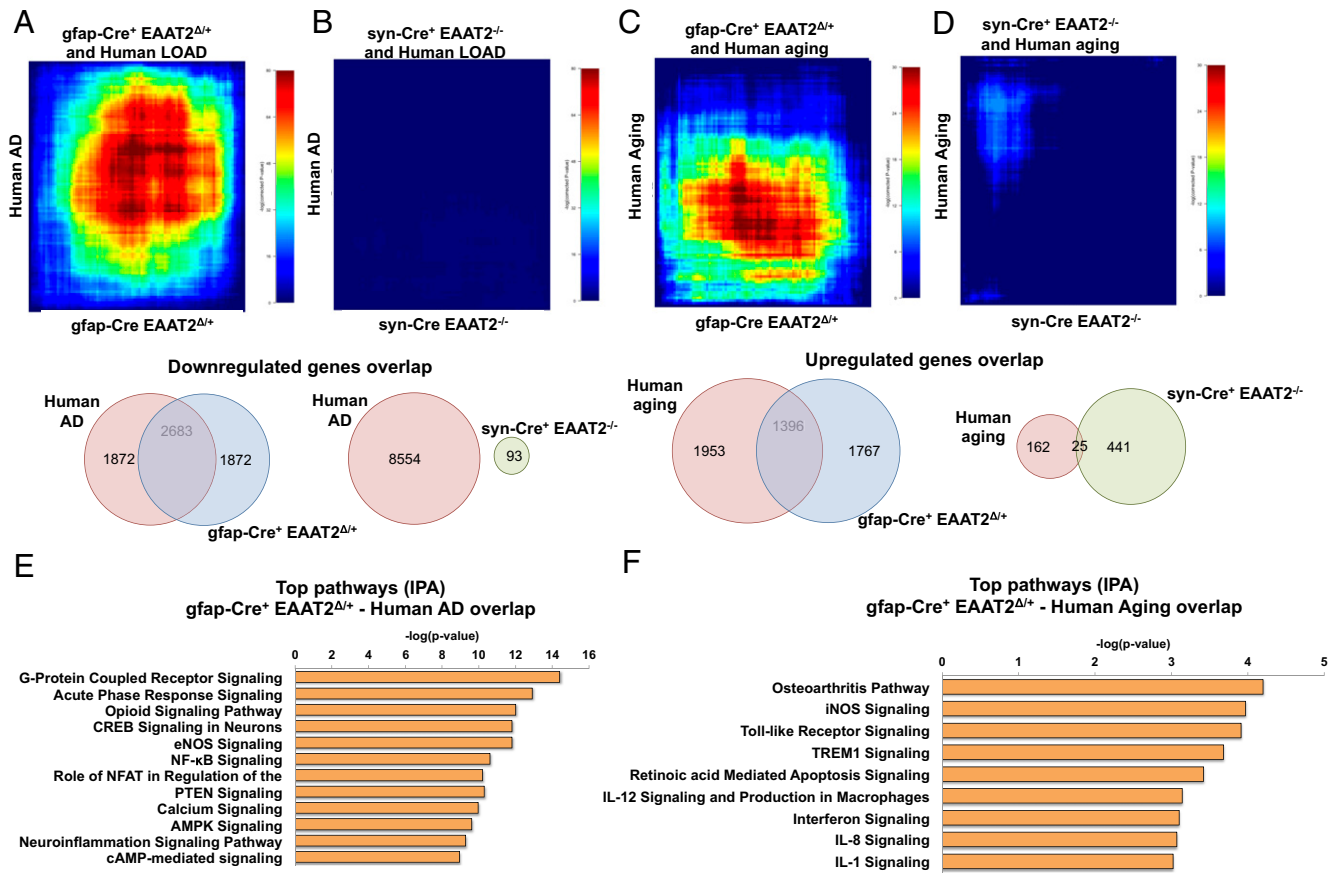 A
gfap-Cre⁺ EAAT2^Δ/+
and Human LOAD
Human AD
gfap-Cre EAAT2^Δ/+
B
syn-Cre⁺ EAAT2⁻/⁻
and Human LOAD
Human AD
syn-Cre EAAT2⁻/⁻
C
gfap-Cre⁺ EAAT2^Δ/+
and Human aging
Human Aging
gfap-Cre EAAT2^Δ/+
D
syn-Cre⁺ EAAT2⁻/⁻
and Human aging
Human Aging
syn-Cre EAAT2⁻/⁻
Downregulated genes overlap
Human
AD
1872
2683
1872
gfap-Cre⁺ EAAT2^Δ/+
Human
AD
8554
syn-Cre⁺ EAAT2⁻/⁻
93
Upregulated genes overlap
Human
aging
1953
1396
1767
gfap-Cre⁺ EAAT2^Δ/+
Human
aging
162
25
441
syn-Cre⁺ EAAT2⁻/⁻
E
Top pathways (IPA)
gfap-Cre⁺ EAAT2^Δ/+ - Human AD overlap
-log(p-value)
0 2 4 6 8 10 12 14 16
G-Protein Coupled Receptor Signaling
Acute Phase Response Signaling
Opioid Signaling Pathway
CREB Signaling in Neurons
eNOS Signaling
NF-κB Signaling
Role of NFAT in Regulation of the
PTEN Signaling
Calcium Signaling
AMPK Signaling
Neuroinflammation Signaling Pathway
cAMP-mediated signaling
F
Top pathways (IPA)
gfap-Cre⁺ EAAT2^Δ/+ - Human Aging overlap
-log(p-value)
0 1 2 3 4 5
Osteoarthritis Pathway
iNOS Signaling
Toll-like Receptor Signaling
TREM1 Signaling
Retinoic acid Mediated Apoptosis Signaling
IL-12 Signaling and Production in Macrophages
Interferon Signaling
IL-8 Signaling
IL-1 Signaling